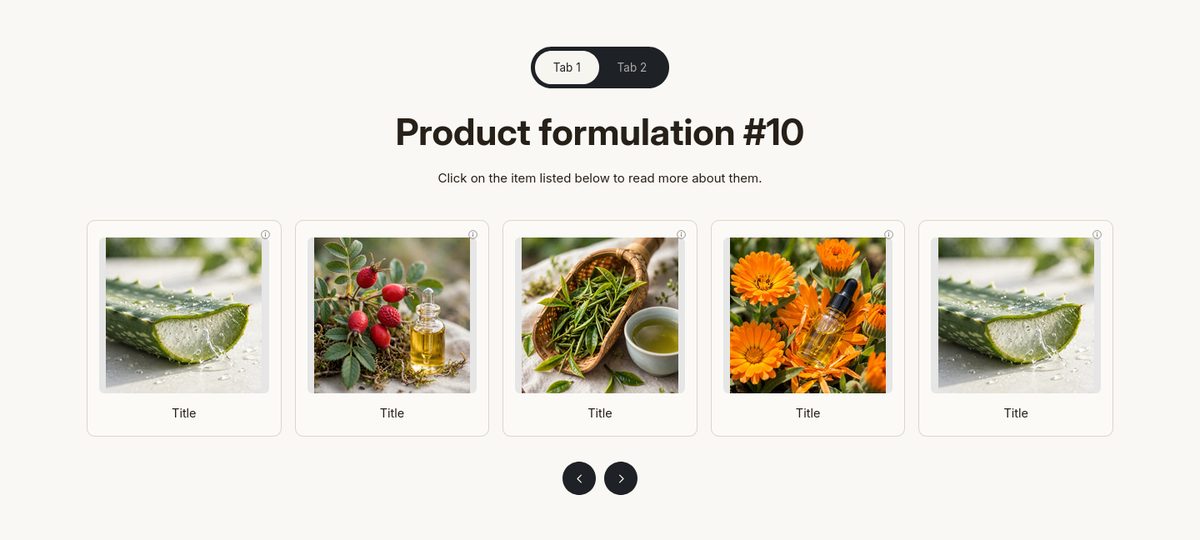 Tab 1
Tab 2
Product formulation #10
Click on the item listed below to read more about them.
Title
Title
Title
Title
Title